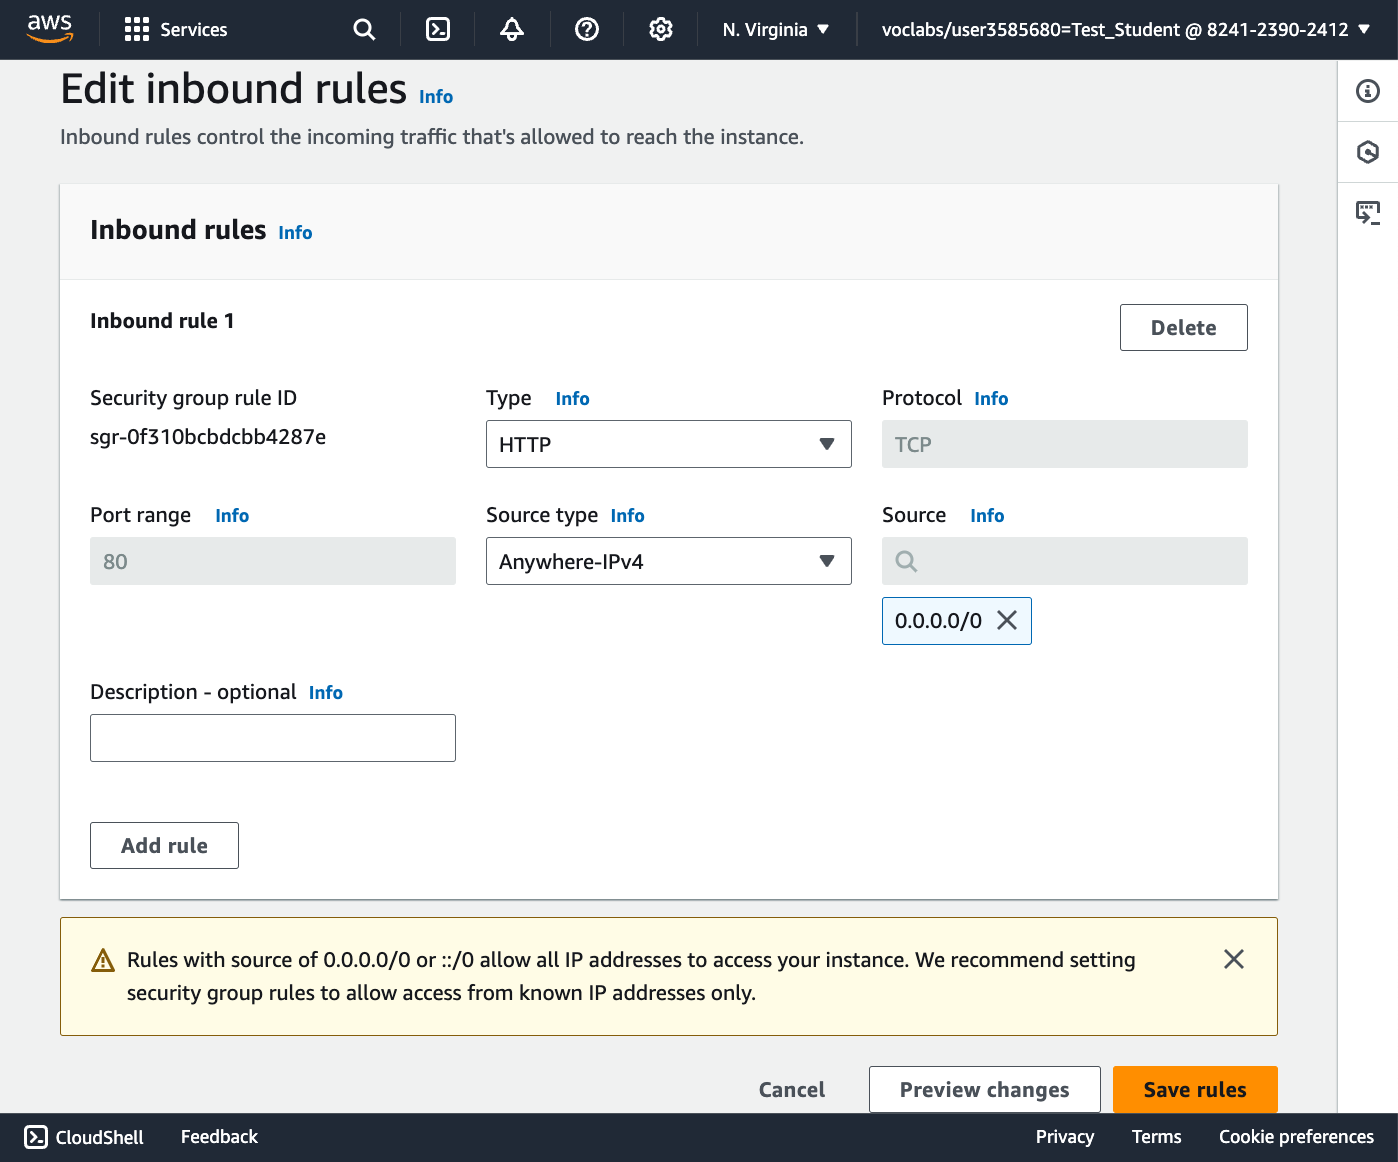 aws Services N. Virginia voclabs/user3585680=Test_Student @ 8241-2390-2412
Edit inbound rules Info
Inbound rules control the incoming traffic that's allowed to reach the instance.
Inbound rules Info
Inbound rule 1
Delete
Security group rule ID
sgr-0f310bcbdcbb4287e
Type Info
HTTP
Protocol Info
TCP
Port range Info
80
Source type Info
Anywhere-IPv4
Source Info
0.0.0.0/0
Description - optional Info
Add rule
Rules with source of 0.0.0.0/0 or ::/0 allow all IP addresses to access your instance. We recommend setting
security group rules to allow access from known IP addresses only.
Cancel Preview changes Save rules
CloudShell Feedback Privacy Terms Cookie preferences